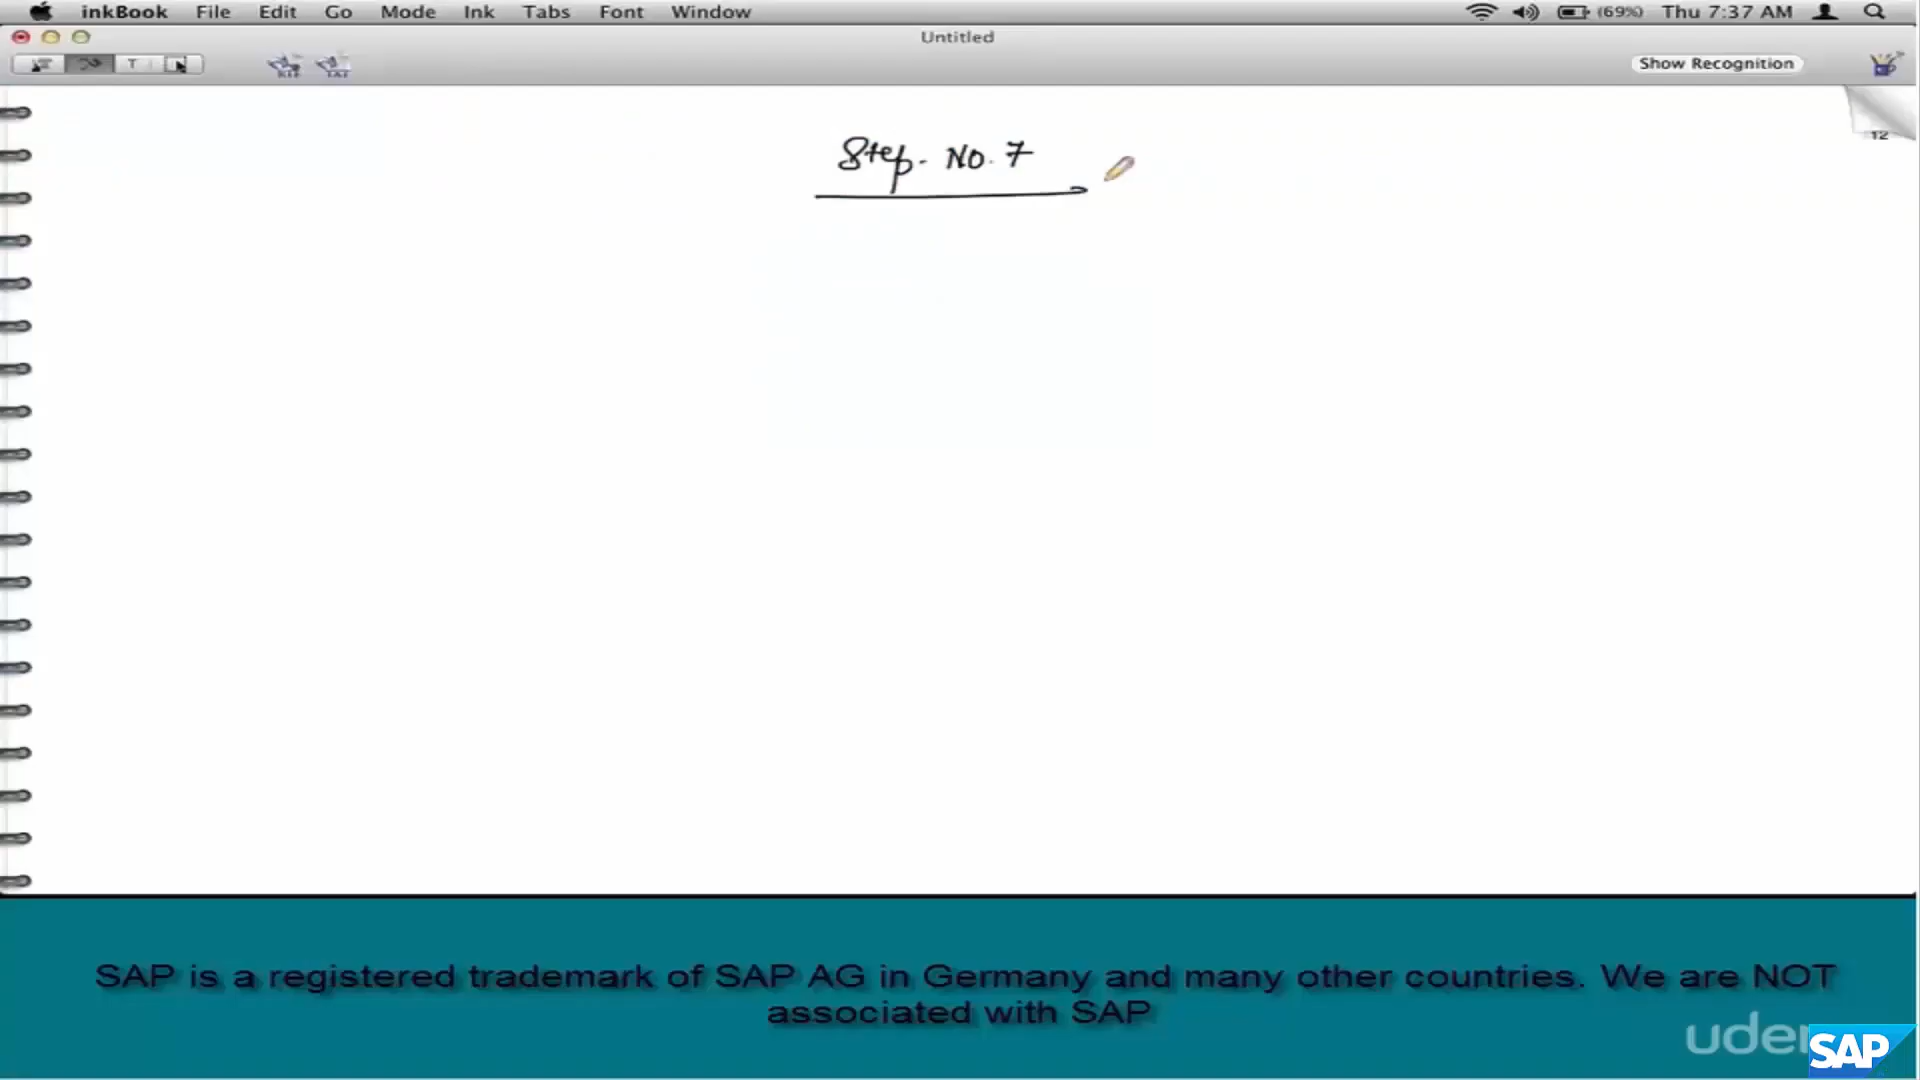 inkBook File Edit Go Mode Ink Tabs Font Window (69%) Thu 7:37 AM
Untitled
T Show Recognition
12
Step. No. 7
SAP is a registered trademark of SAP AG in Germany and many other countries. We are NOT
associated with SAP
SAP